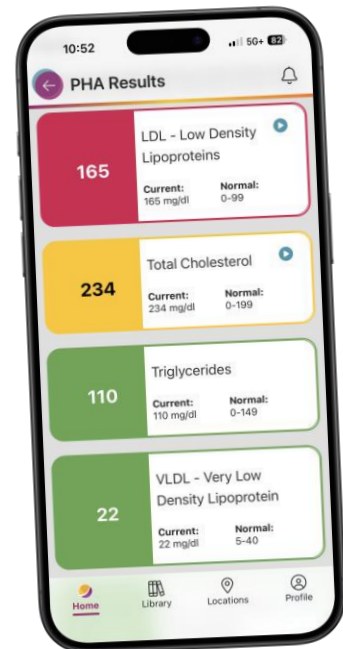 10:52
5G+ 82
PHA Results
165
LDL - Low Density
Lipoproteins
Current: Normal:
165 mg/dl 0-99
234
Total Cholesterol
Current: Normal:
234 mg/dl 0-199
110
Triglycerides
Current: Normal:
110 mg/dl 0-149
22
VLDL - Very Low
Density Lipoprotein
Current: Normal:
22 mg/dl 5-40
Home Library Locations Profile